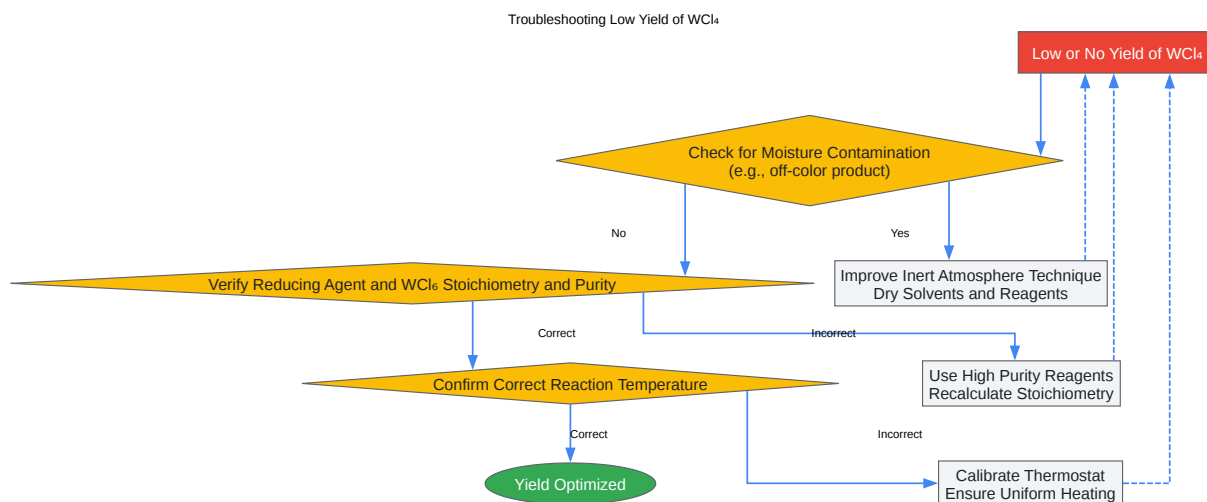 Troubleshooting Low Yield of WCl₄
Low or No Yield of WCl₄
Check for Moisture Contamination
(e.g., off-color product)
No
Yes
Improve Inert Atmosphere Technique
Dry Solvents and Reagents
Verify Reducing Agent and WCl₆ Stoichiometry and Purity
Correct
Incorrect
Use High Purity Reagents
Recalculate Stoichiometry
Confirm Correct Reaction Temperature
Correct
Incorrect
Yield Optimized
Calibrate Thermostat
Ensure Uniform Heating